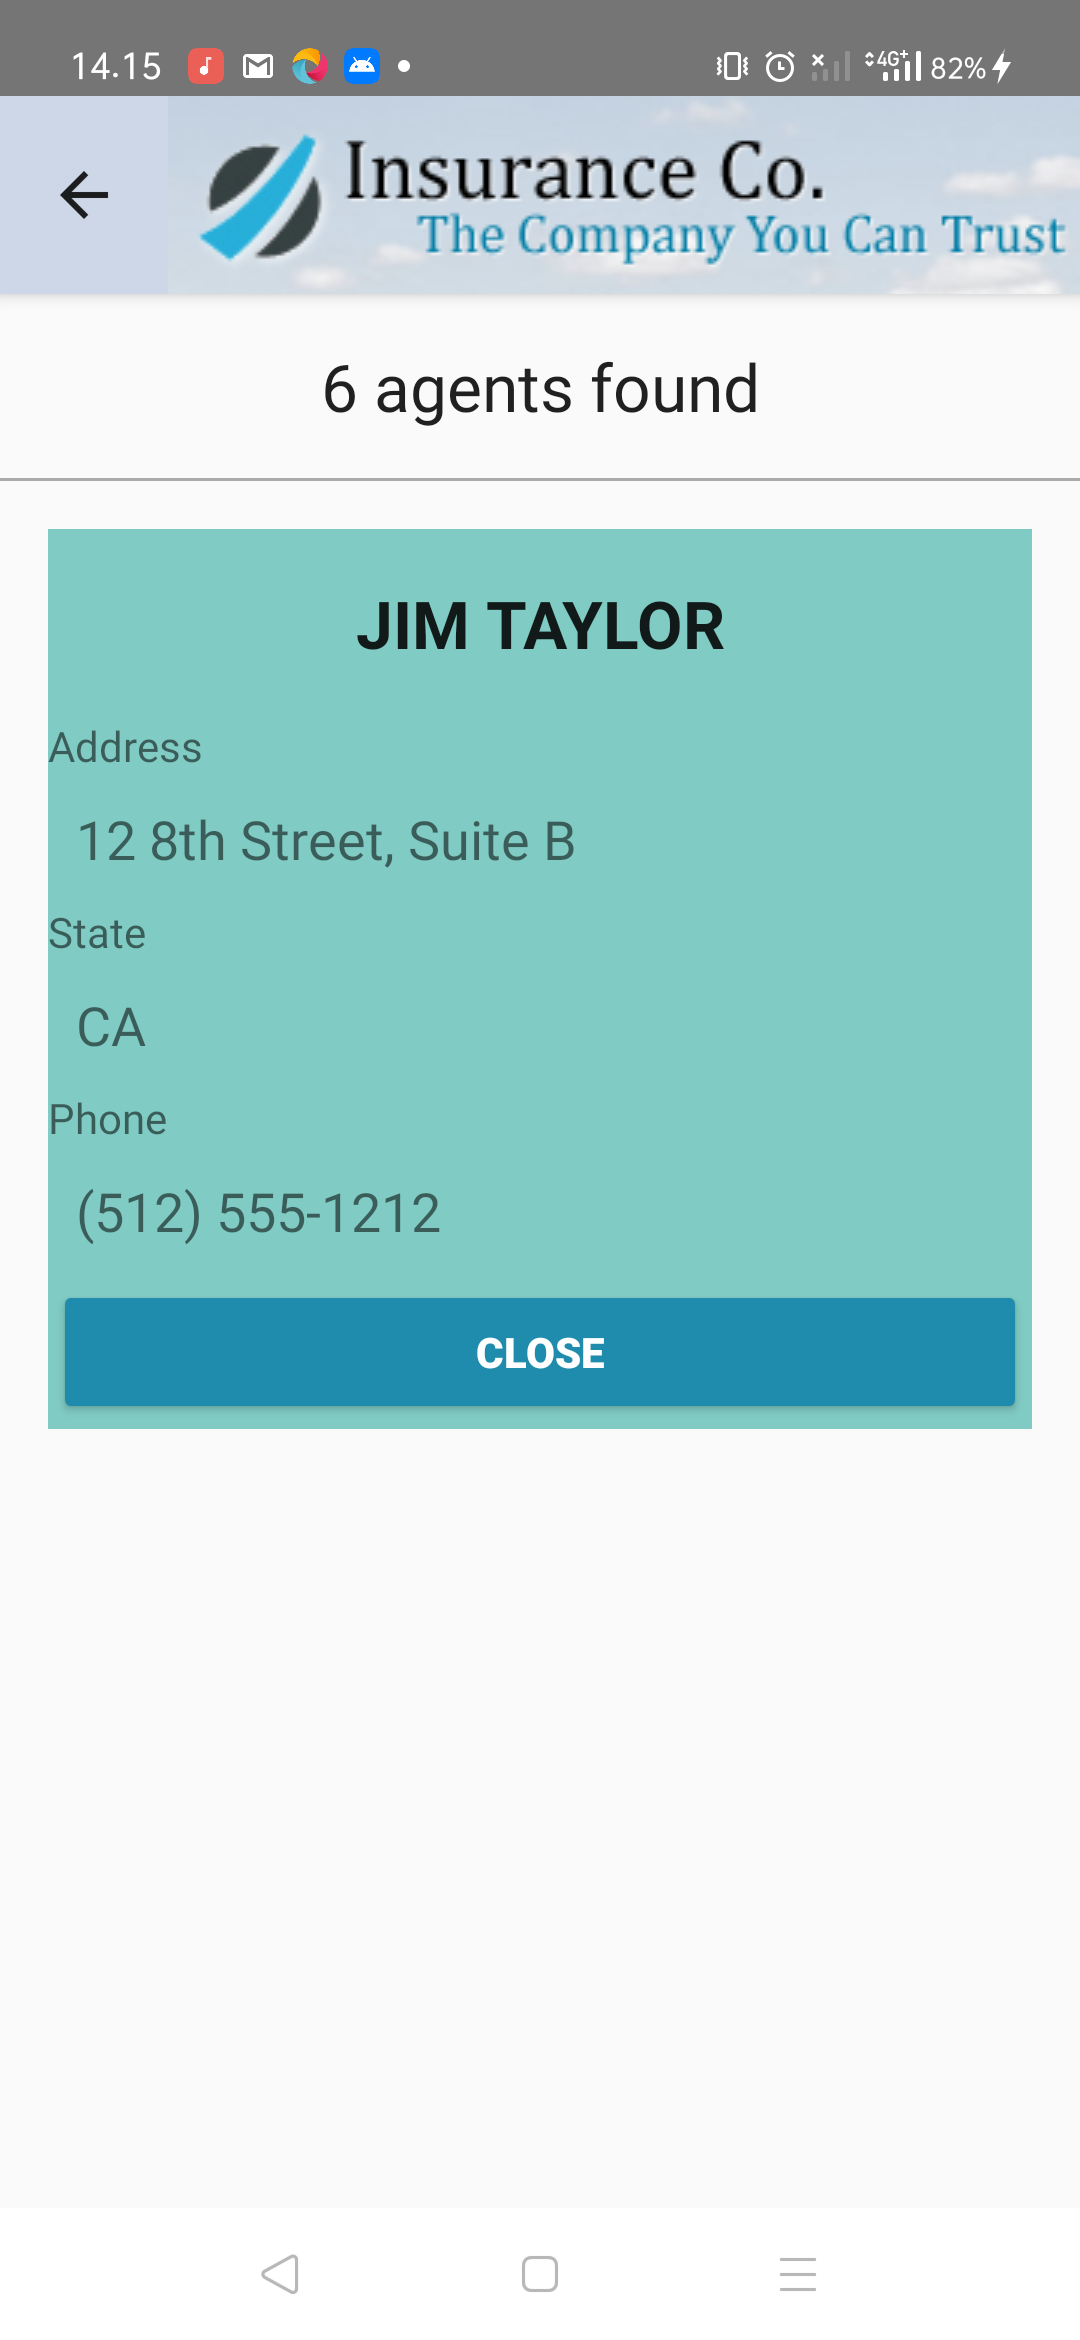 14.15
4G+
82%
Insurance Co.
The Company You Can Trust
6 agents found
JIM TAYLOR
Address
12 8th Street, Suite B
State
CA
Phone
(512) 555-1212
CLOSE